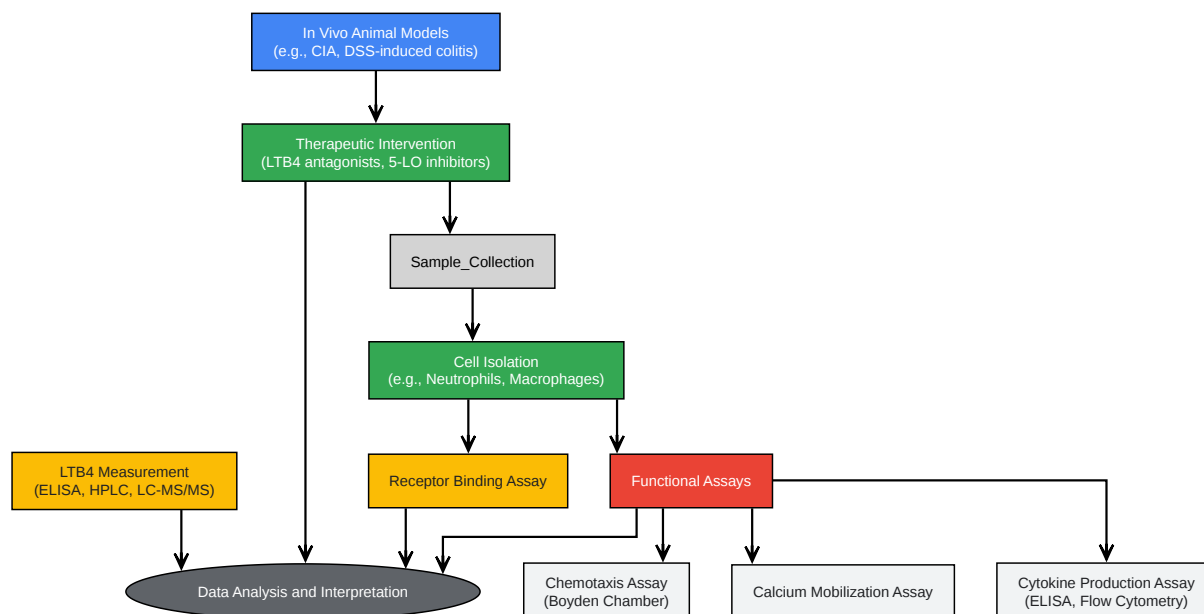 In Vivo Animal Models
(e.g., CIA, DSS-induced colitis)
Therapeutic Intervention
(LTB4 antagonists, 5-LO inhibitors)
Sample_Collection
Cell Isolation
(e.g., Neutrophils, Macrophages)
LTB4 Measurement
(ELISA, HPLC, LC-MS/MS)
Receptor Binding Assay
Functional Assays
Data Analysis and Interpretation
Chemotaxis Assay
(Boyden Chamber)
Calcium Mobilization Assay
Cytokine Production Assay
(ELISA, Flow Cytometry)